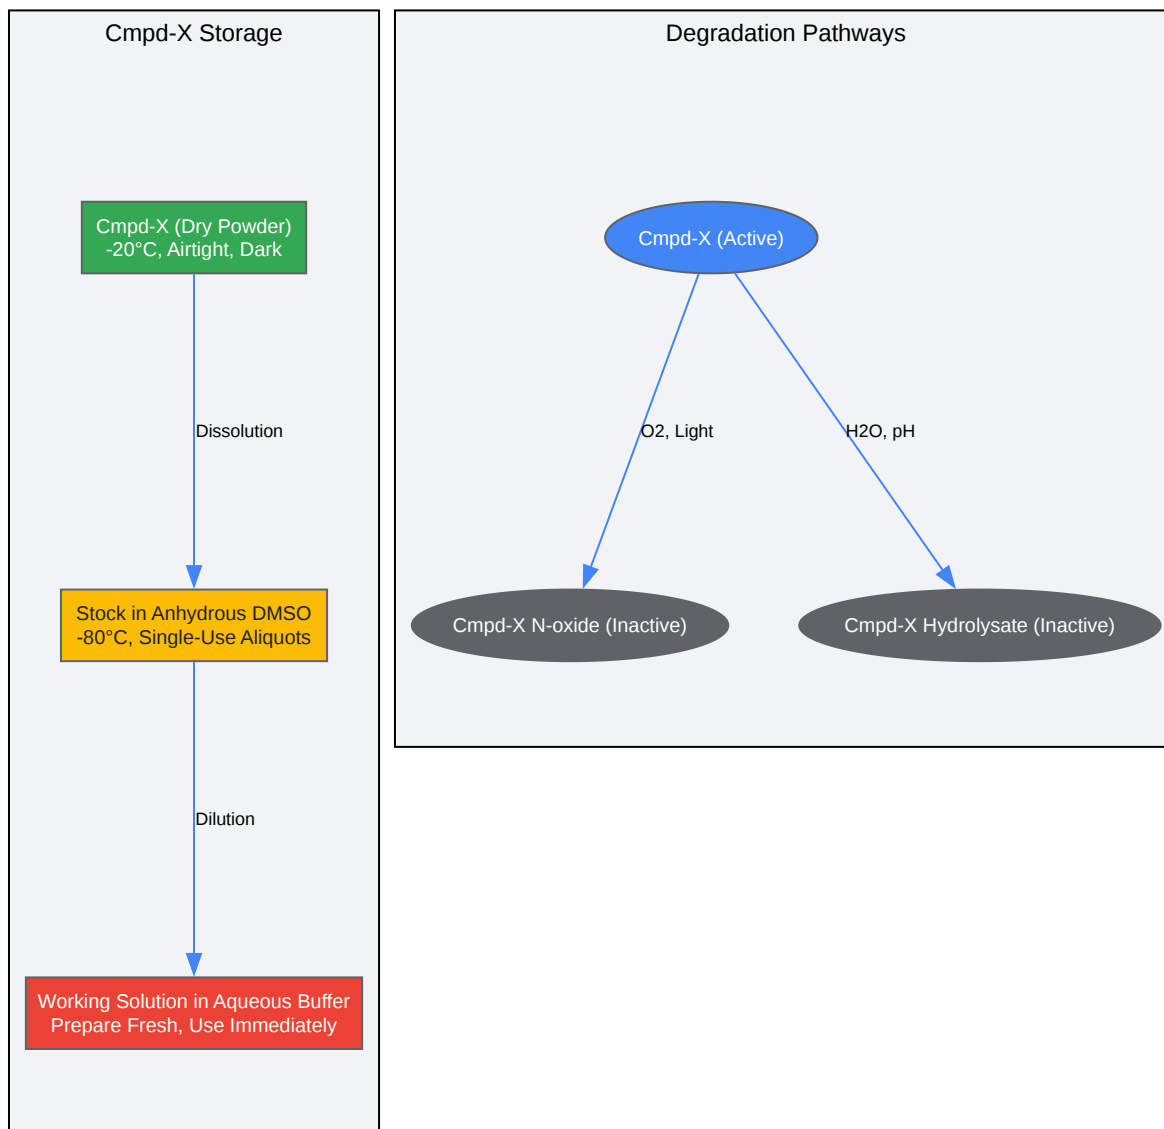 Cmpd-X Storage
Cmpd-X (Dry Powder)
-20°C, Airtight, Dark
Dissolution
Stock in Anhydrous DMSO
-80°C, Single-Use Aliquots
Dilution
Working Solution in Aqueous Buffer
Prepare Fresh, Use Immediately
Degradation Pathways
Cmpd-X (Active)
O2, Light
H2O, pH
Cmpd-X N-oxide (Inactive)
Cmpd-X Hydrolysate (Inactive)